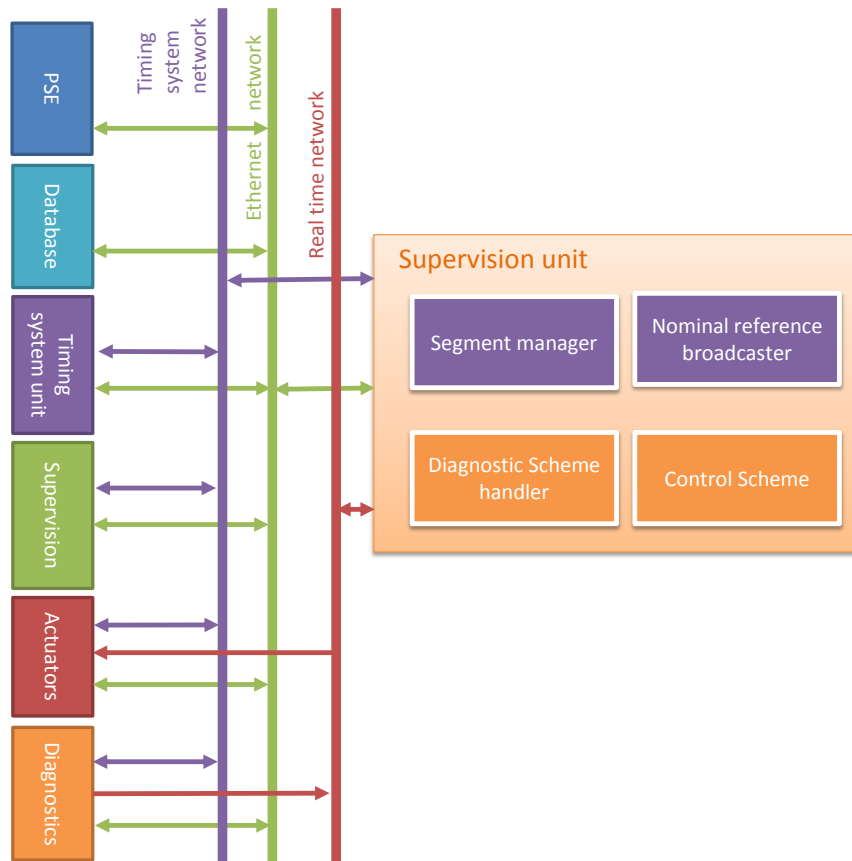 PSE
Database
Timing
system unit
Supervision
Actuators
Diagnostics
Timing
system
network
Ethernet network
Real time network
Supervision unit
Segment manager
Nominal reference
broadcaster
Diagnostic Scheme
handler
Control Scheme